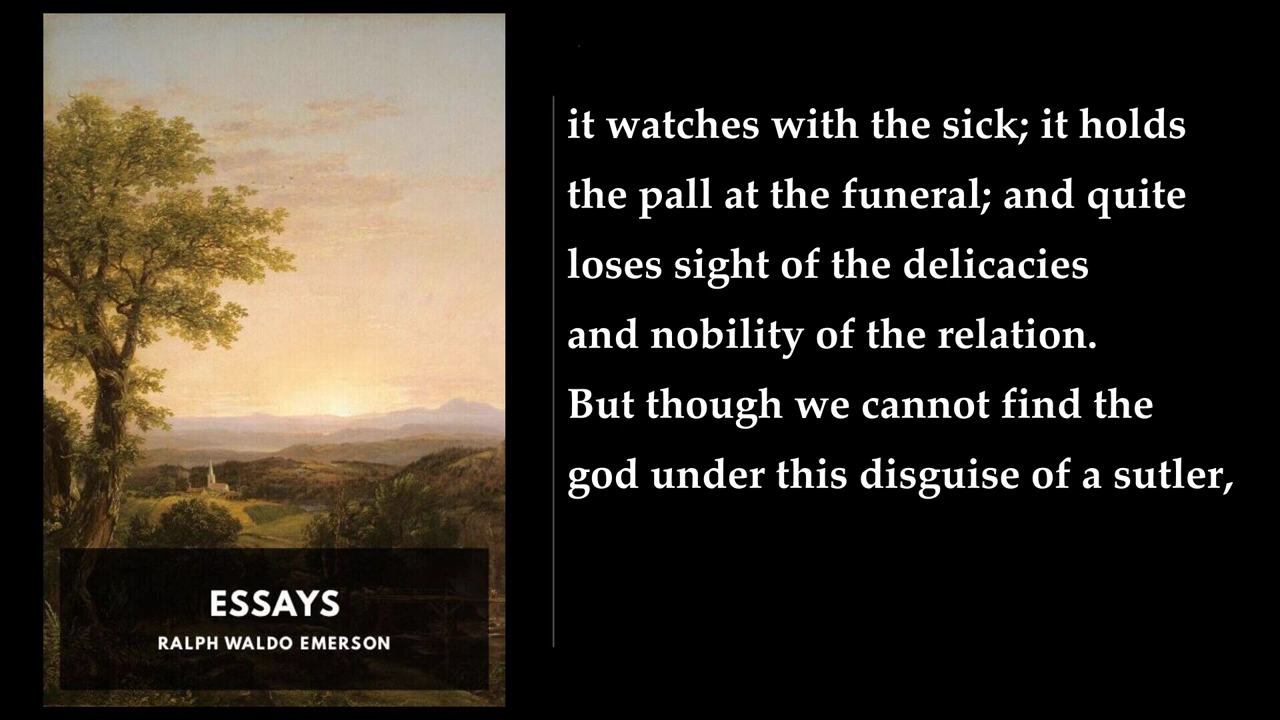 ESSAYS
RALPH WALDO EMERSON
it watches with the sick; it holds
the pall at the funeral; and quite
loses sight of the delicacies
and nobility of the relation.
But though we cannot find the
god under this disguise of a sutler,